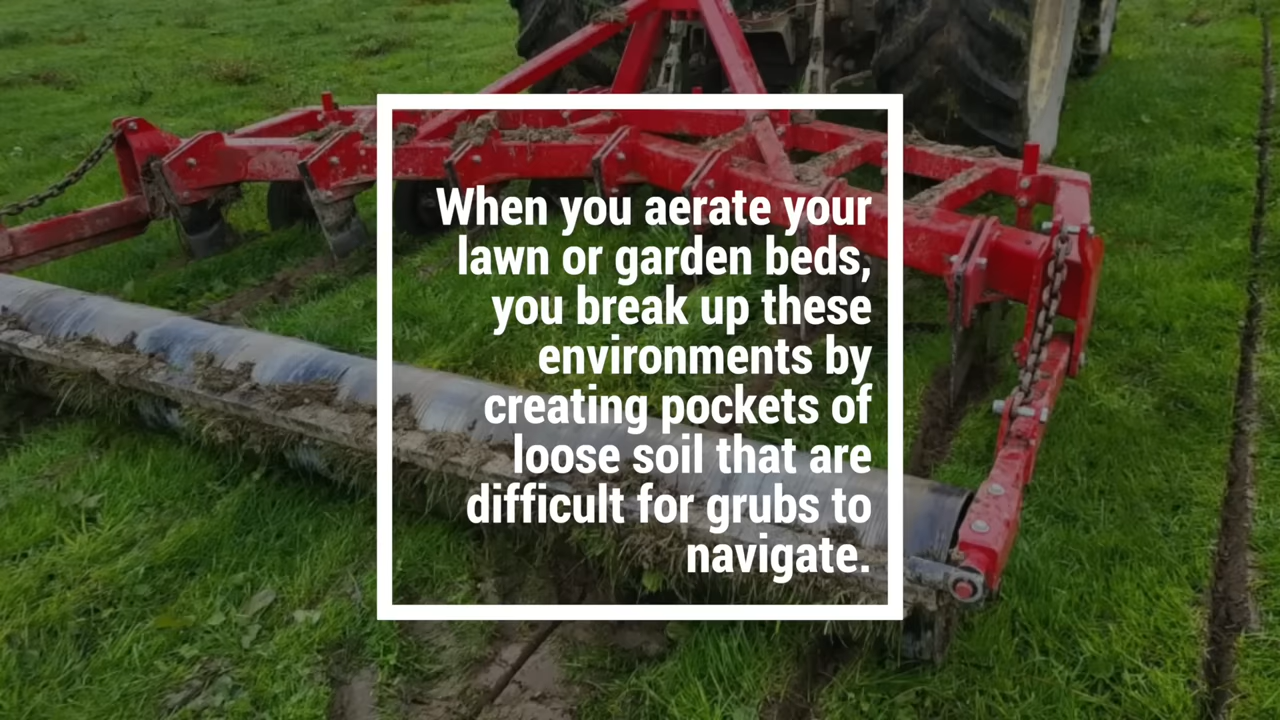 When you aerate your
lawn or garden beds,
you break up these
environments by
creating pockets of
loose soil that are
difficult for grubs to
navigate.